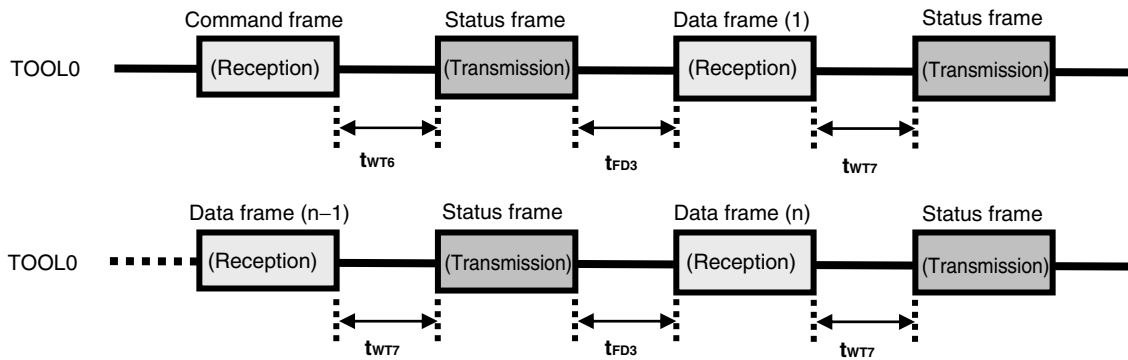 Command frame Status frame Data frame (1) Status frame
TOOL0 (Reception) (Transmission) (Reception) (Transmission)
tWT6 tFD3 tWT7
Data frame (n−1) Status frame Data frame (n) Status frame
TOOL0 (Reception) (Transmission) (Reception) (Transmission)
tWT7 tFD3 tWT7